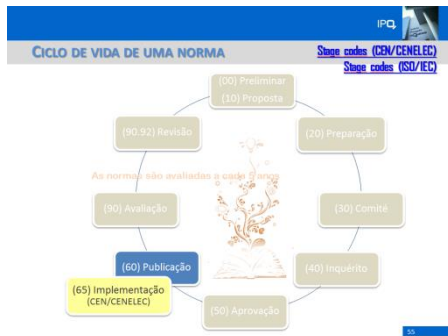 IPQ
CICLO DE VIDA DE UMA NORMA
Stage codes (CEN/CENELEC)
Stage codes (ISO/IEC)
(00) Preliminar
(10) Proposta
(90.92) Revisão
(20) Preparação
As normas são avaliadas a cada 5 anos
(90) Avaliação
(30) Comité
(60) Publicação
(40) Inquérito
(65) Implementação
(CEN/CENELEC)
(50) Aprovação
55